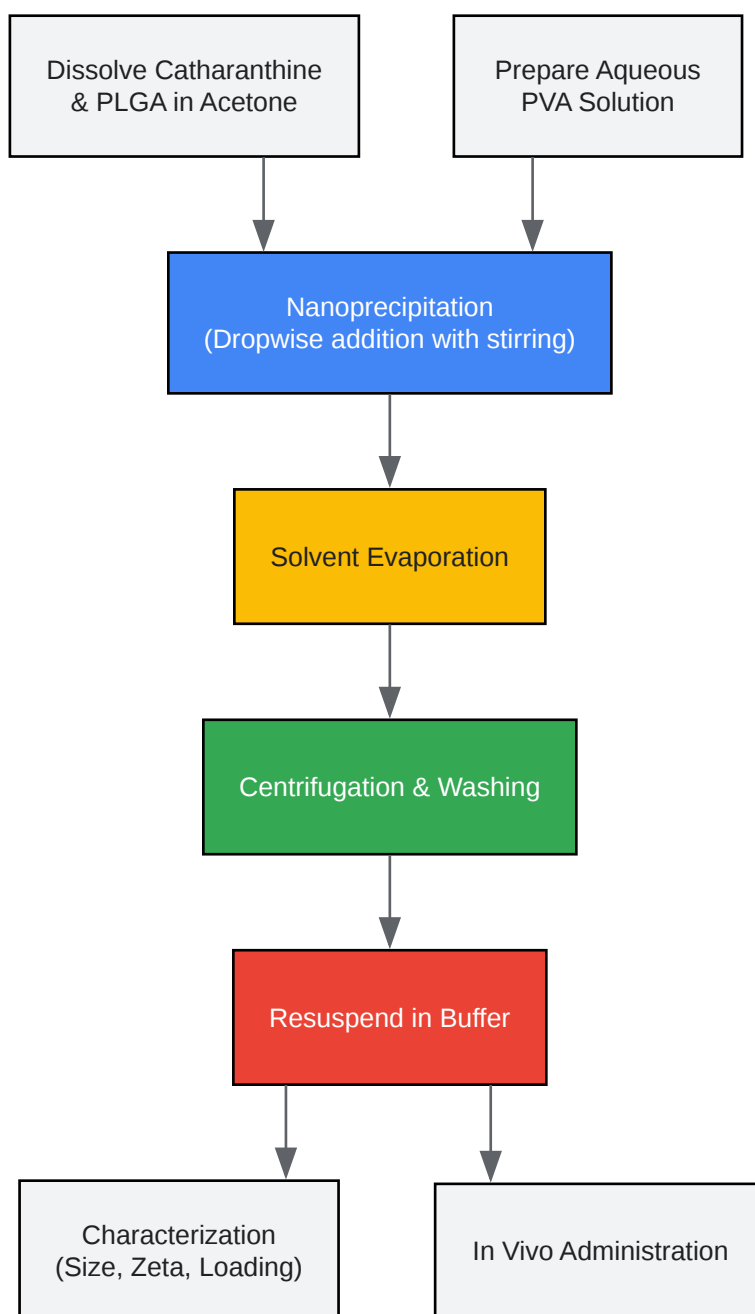 Dissolve Catharanthine
& PLGA in Acetone
Prepare Aqueous
PVA Solution
Nanoprecipitation
(Dropwise addition with stirring)
Solvent Evaporation
Centrifugation & Washing
Resuspend in Buffer
Characterization
(Size, Zeta, Loading)
In Vivo Administration